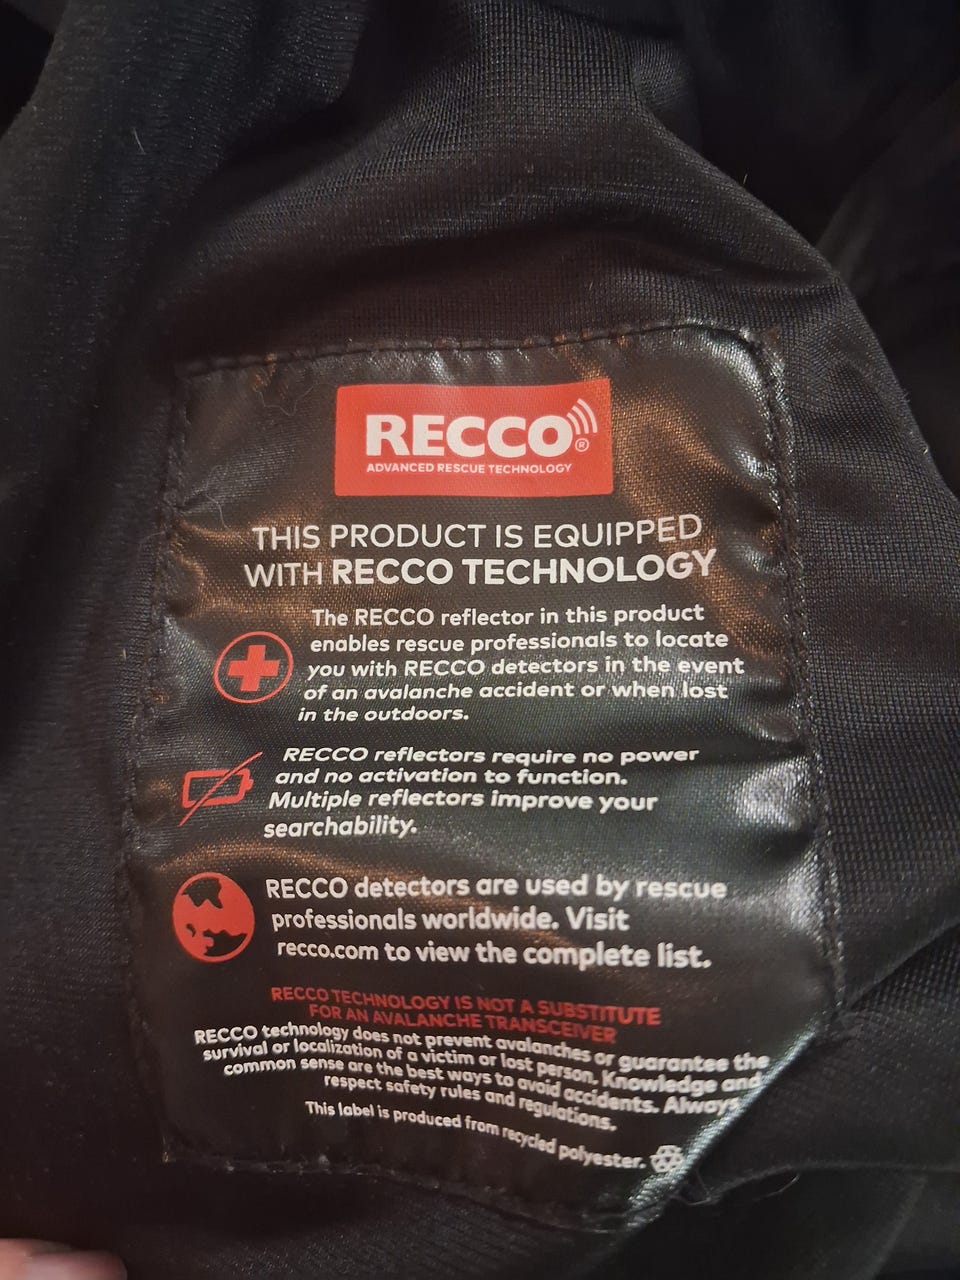 RECCO®
ADVANCED RESCUE TECHNOLOGY
THIS PRODUCT IS EQUIPPED
WITH RECCO TECHNOLOGY
The RECCO reflector in this product
enables rescue professionals to locate
you with RECCO detectors in the event
of an avalanche accident or when lost
in the outdoors.
RECCO reflectors require no power
and no activation to function.
Multiple reflectors improve your
searchability.
RECCO detectors are used by rescue
professionals worldwide. Visit
recco.com to view the complete list.
RECCO TECHNOLOGY IS NOT A SUBSTITUTE
FOR AN AVALANCHE TRANSCEIVER
RECCO technology does not prevent avalanches or guarantee the
survival or localization of a victim or lost person. Knowledge and
common sense are the best ways to avoid accidents. Always
respect safety rules and regulations.
This label is produced from recycled polyester.